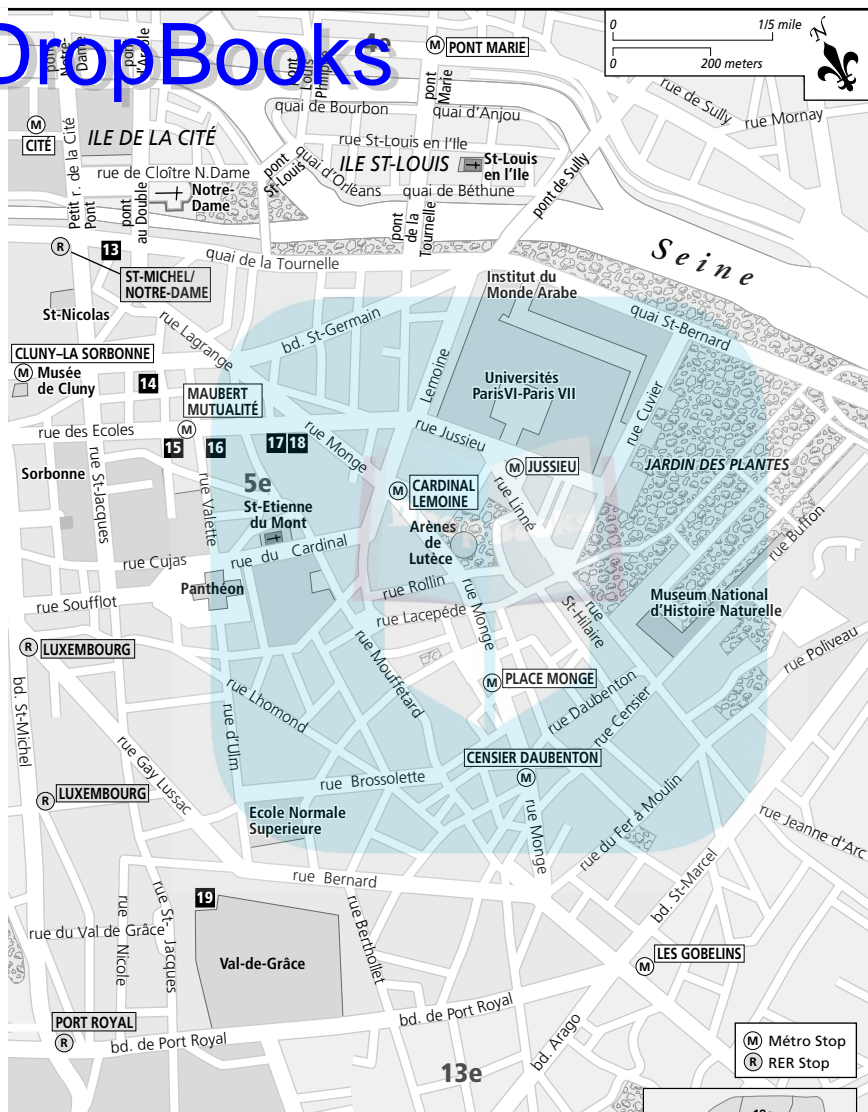 DropBooks
4e
pont
Notre-
Dame
pont
d'Arcole
pont
Louis
Philippe
M PONT MARIE
pont
Marie
0 1/5 mile
0 200 meters
N
quai de Bourbon
quai d'Anjou
rue de Sully
rue Mornay
M
CITÉ
ILE DE LA CITÉ
r. de la Cité
rue St-Louis en l'Ile
ILE ST-LOUIS
St-Louis
en l'Ile
rue de Cloître N.Dame
pont
St-Louis
quai d'Orléans
quai de Béthune
pont de Sully
Notre-
Dame
Petit
Pont
pont
au Double
pont
de la
Tournelle
Seine
R
13
ST-MICHEL/
NOTRE-DAME
quai de la Tournelle
Institut du
Monde Arabe
quai St-Bernard
St-Nicolas
rue Lagrange
bd. St-Germain
CLUNY–LA SORBONNE
M Musée
de Cluny
14
Lemoine
Universités
ParisVI-Paris VII
rue Cuvier
MAUBERT
MUTUALITÉ
M
rue des Ecoles
15
16
17 18
rue Monge
rue Jussieu
M JUSSIEU
JARDIN DES PLANTES
Sorbonne
rue St-Jacques
rue Valette
5e
M CARDINAL
LEMOINE
rue Linné
St-Etienne
du Mont
Arènes
de
Lutèce
rue Buffon
rue Cujas
rue du Cardinal
Panthéon
rue Rollin
rue Soufflot
rue Lacepéde
rue Monge
rue
St-Hilaire
Museum National
d'Histoire Naturelle
R LUXEMBOURG
rue Mouffetard
rue Poliveau
bd. St-Michel
rue Lhomond
M PLACE MONGE
rue d'Ulm
rue Daubenton
rue Censier
rue Gay Lussac
CENSIER DAUBENTON
M
R LUXEMBOURG
rue Brossolette
Ecole Normale
Superieure
rue Monge
rue du Fer á Moulin
rue Jeanne d'Arc
rue Bernard
bd. St-Marcel
19
rue du Val de Grâce
rue
Nicole
rue St-
Jacques
rue Berthollet
Val-de-Grâce
M LES GOBELINS
PORT ROYAL
R
bd. de Port Royal
bd. de Port Royal
bd. Arago
13e
M Métro Stop
R RER Stop